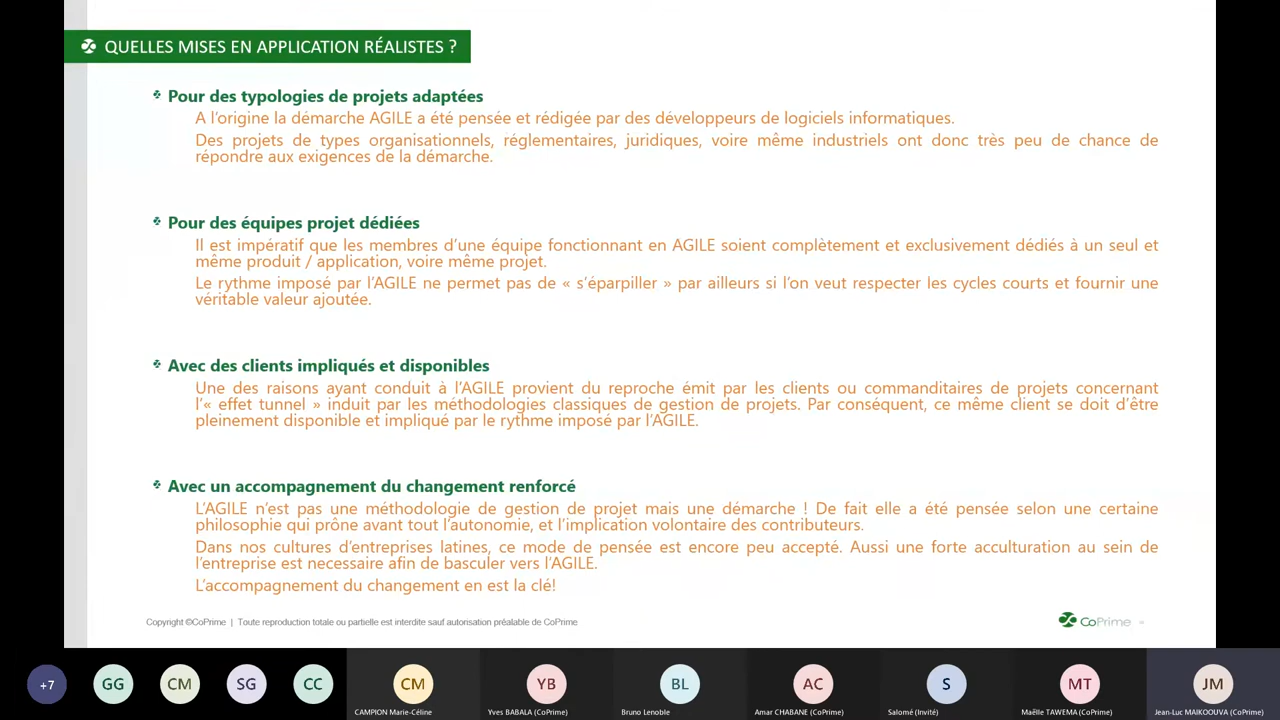 QUELLES MISES EN APPLICATION RÉALISTES ?
Pour des typologies de projets adaptées
A l'origine la démarche AGILE a été pensée et rédigée par des développeurs de logiciels informatiques.
Des projets de types organisationnels, réglementaires, juridiques, voire même industriels ont donc très peu de chance de
répondre aux exigences de la démarche.
Pour des équipes projet dédiées
Il est impératif que les membres d'une équipe fonctionnant en AGILE soient complètement et exclusivement dédiés à un seul et
même produit / application, voire même projet.
Le rythme imposé par l'AGILE ne permet pas de « s'éparpiller » par ailleurs si l'on veut respecter les cycles courts et fournir une
véritable valeur ajoutée.
Avec des clients impliqués et disponibles
Une des raisons ayant conduit à l'AGILE provient du reproche émit par les clients ou commanditaires de projets concernant
l'« effet tunnel » induit par les méthodologies classiques de gestion de projets. Par conséquent, ce même client se doit d'être
pleinement disponible et impliqué par le rythme imposé par l'AGILE.
Avec un accompagnement du changement renforcé
L'AGILE n'est pas une méthodologie de gestion de projet mais une démarche ! De fait elle a été pensée selon une certaine
philosophie qui prône avant tout l'autonomie, et l'implication volontaire des contributeurs.
Dans nos cultures d'entreprises latines, ce mode de pensée est encore peu accepté. Aussi une forte acculturation au sein de
l'entreprise est necessaire afin de basculer vers l'AGILE.
L'accompagnement du changement en est la clé!
Copyright ©CoPrime | Toute reproduction totale ou partielle est interdite sauf autorisation préalable de CoPrime
CoPrime
+7 GG CM SG CC CM YB BL AC S MT JM
CAMPION Marie-Céline Yves BABALA (CoPrime) Bruno Lenoble Amar CHABANE (CoPrime) Salomé (Invité) Maëlle TAWEMA (CoPrime) Jean-Luc MAIKOOUVA (CoPrime)